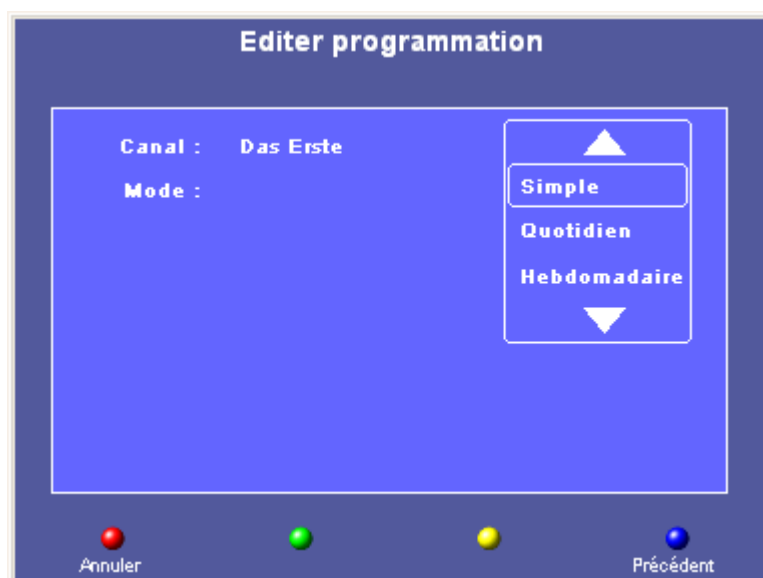 Editer programmation
Canal : Das Erste
Mode :
Simple
Quotidien
Hebdomadaire
Annuler
Précédent